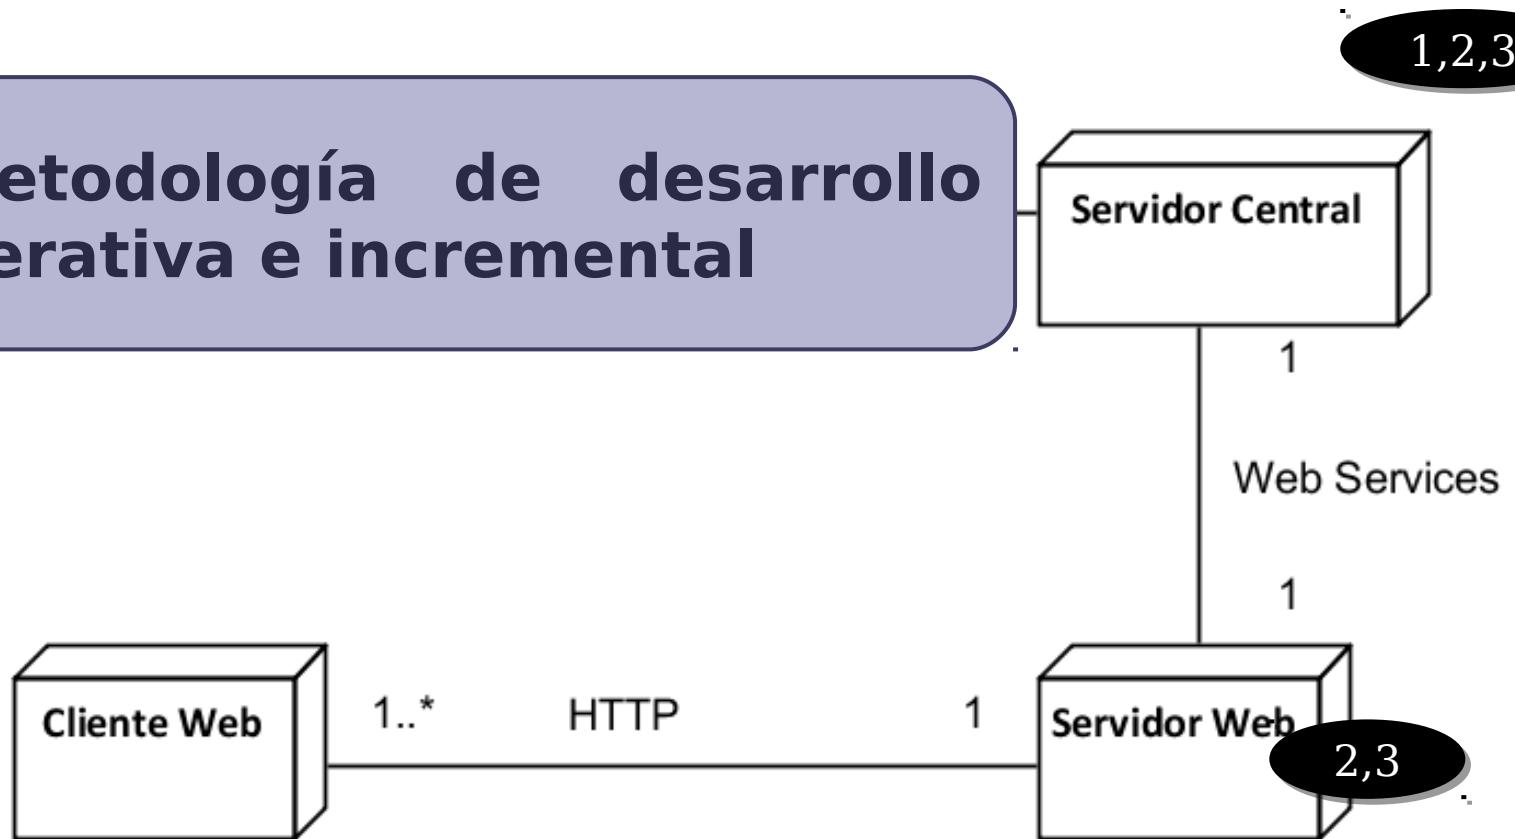 1,2,3
etodología de desarrollo
erativa e incremental
Servidor Central
1
Web Services
1
Cliente Web
1..*
HTTP
1
Servidor Web
2,3